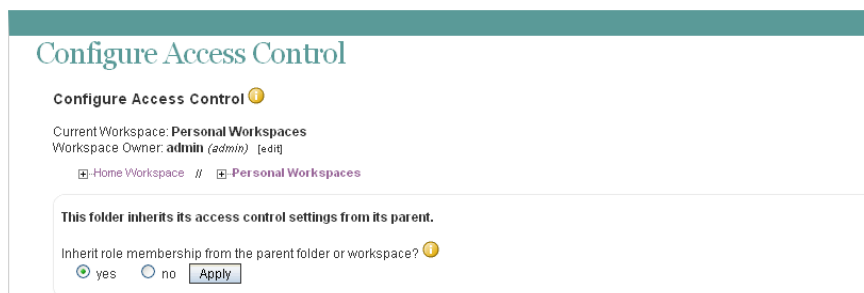 Configure Access Control
Configure Access Control
Current Workspace: Personal Workspaces
Workspace Owner: admin (admin) [edit]
Home Workspace // Personal Workspaces
This folder inherits its access control settings from its parent.
Inherit role membership from the parent folder or workspace?
yes no Apply